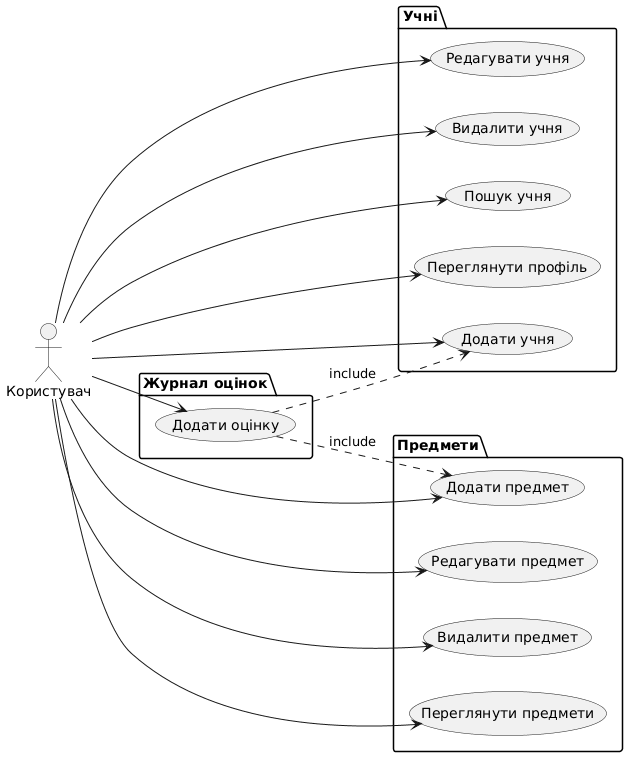 Учні
Редагувати учня
Видалити учня
Пошук учня
Переглянути профіль
Додати учня
Користувач
Журнал оцінок
Додати оцінку
include
include
Предмети
Додати предмет
Редагувати предмет
Видалити предмет
Переглянути предмети